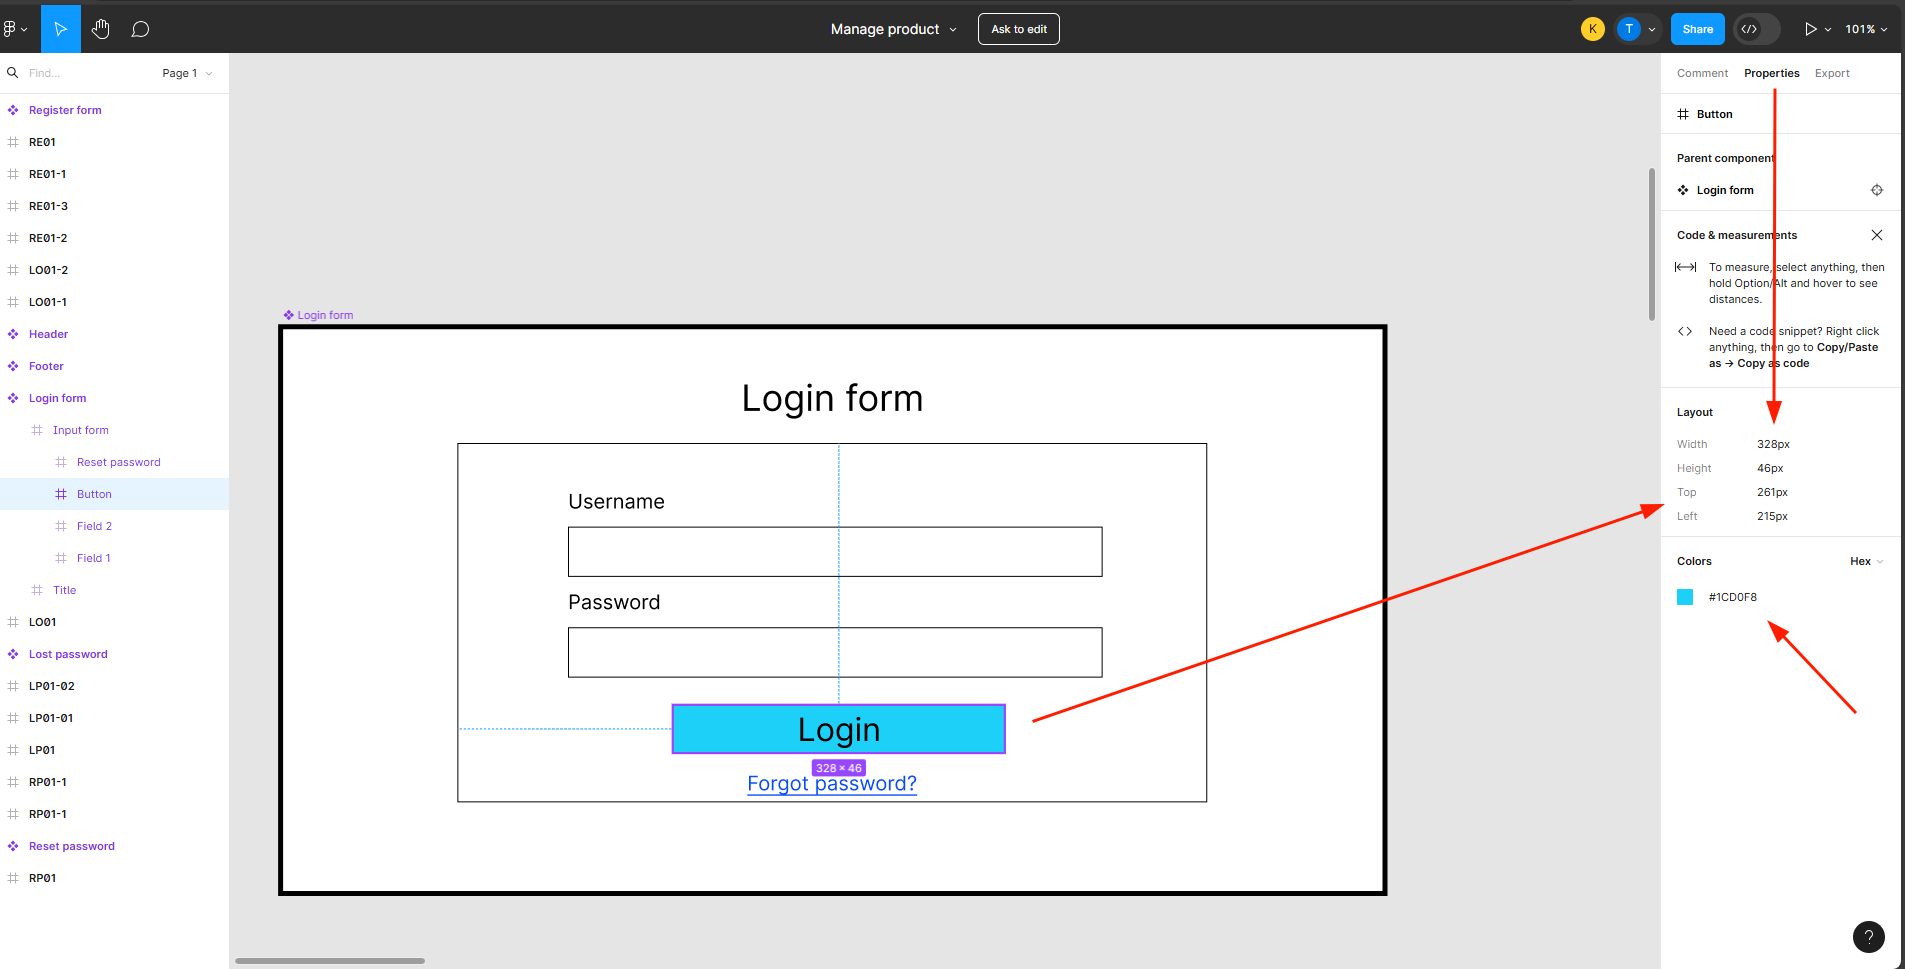 Manage product
Ask to edit
K
T
Share
101%
Find...
Page 1
Register form
RE01
RE01-1
RE01-3
RE01-2
LO01-2
LO01-1
Header
Footer
Login form
Input form
Reset password
Button
Field 2
Field 1
Title
LO01
Lost password
LP01-02
LP01-01
LP01
RP01-1
RP01-1
Reset password
RP01
Login form
Login form
Username
Password
Login
328 × 46
Forgot password?
Comment
Properties
Export
Button
Parent component
Login form
Code & measurements
To measure, select anything, then
hold Option/Alt and hover to see
distances.
Need a code snippet? Right click
anything, then go to Copy/Paste
as → Copy as code
Layout
Width 328px
Height 46px
Top 261px
Left 215px
Colors
Hex
#1CD0F8
?